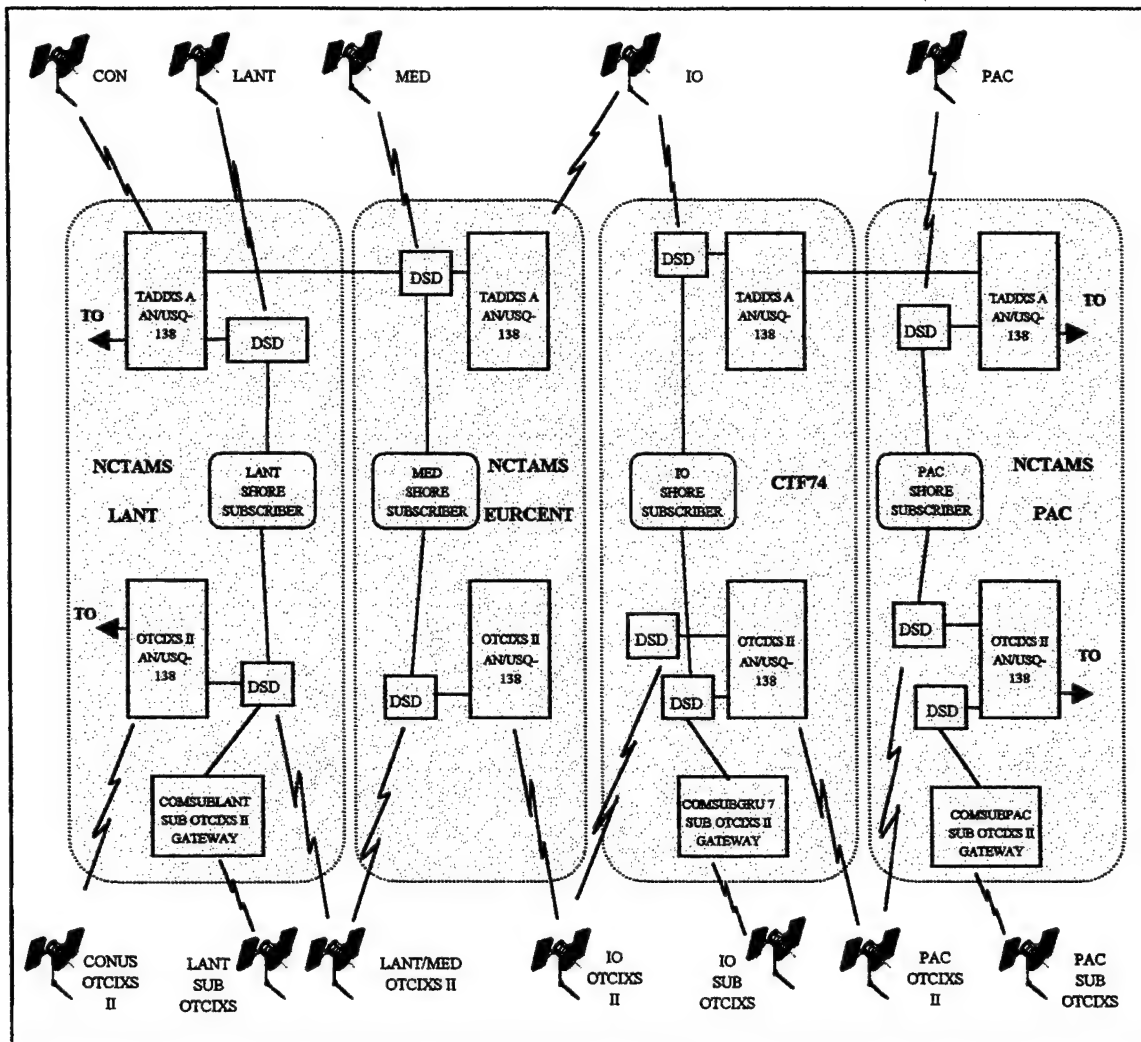 CON
LANT
MED
IO
PAC
TADIXS A
AN/USQ-
138
TO
DSD
DSD
TADIXS A
AN/USQ-
138
DSD
TADIXS A
AN/USQ-
138
DSD
TADIXS A
AN/USQ-
138
TO
NCTAMS
LANT
LANT
SHORE
SUBSCRIBER
MED
SHORE
SUBSCRIBER
NCTAMS
EURCENT
IO
SHORE
SUBSCRIBER
CTF74
PAC
SHORE
SUBSCRIBER
NCTAMS
PAC
TO
OTCIXS II
AN/USQ-
138
DSD
DSD
OTCIXS II
AN/USQ-
138
DSD
DSD
OTCIXS II
AN/USQ-
138
DSD
DSD
OTCIXS II
AN/USQ-
138
TO
COMSUBLANT
SUB OTCIXS II
GATEWAY
COMSUBGRU 7
SUB OTCIXS II
GATEWAY
COMSUBPAC
SUB OTCIXS II
GATEWAY
CONUS
OTCIXS
II
LANT
SUB
OTCIXS
LANT/MED
OTCIXS II
IO
OTCIXS
II
IO
SUB
OTCIXS
PAC
OTCIXS
II
PAC
SUB
OTCIXS